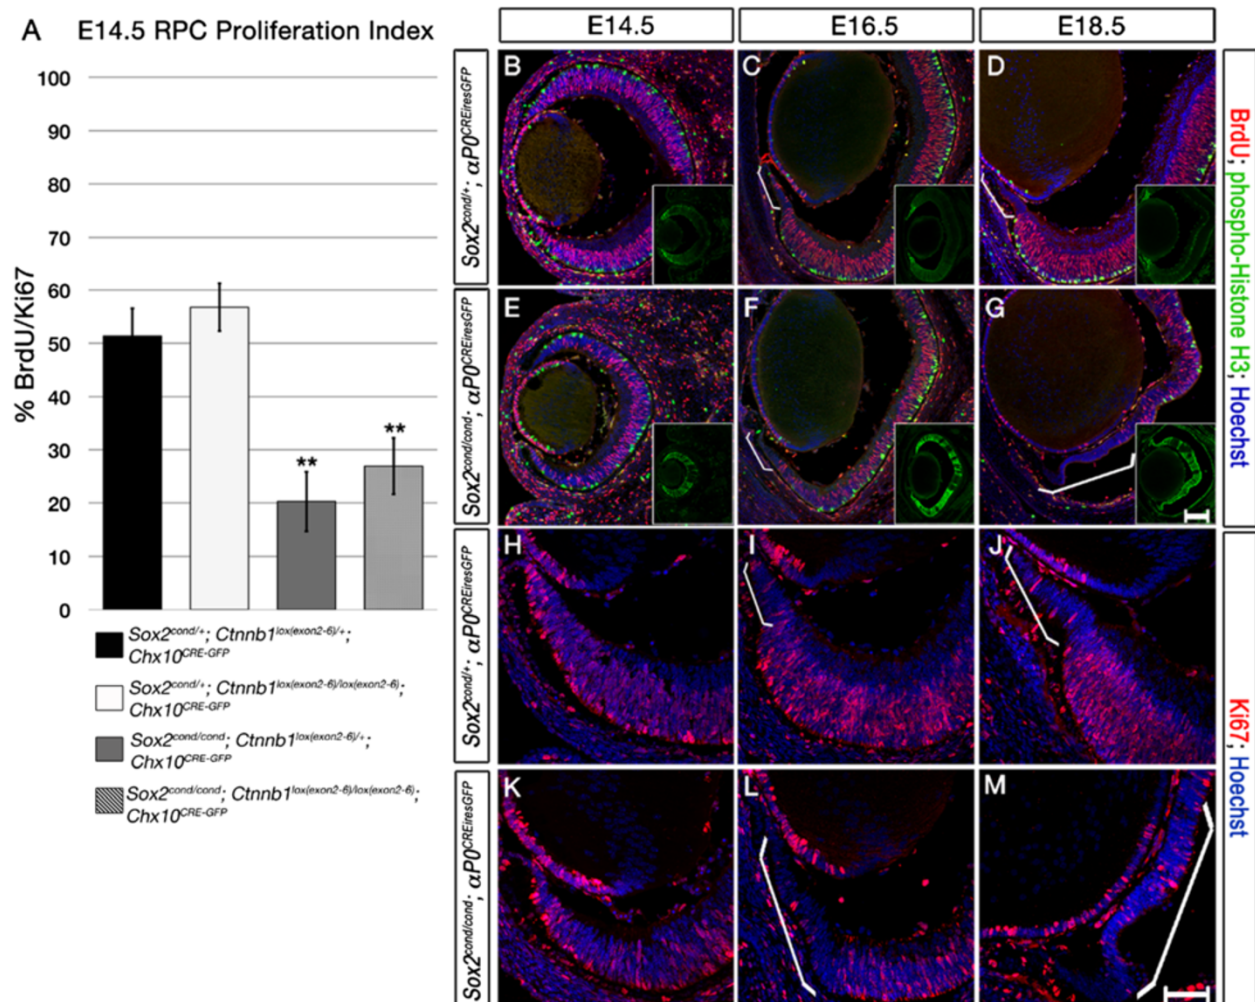 A E14.5 RPC Proliferation Index
% BrdU/Ki67
100
90
80
70
60
50
40
30
20
10
0
**
**
Sox2cond/+; Ctnnb1lox(exon2-6)/+;
Chx10CRE-GFP
Sox2cond/+; Ctnnb1lox(exon2-6)/lox(exon2-6);
Chx10CRE-GFP
Sox2cond/cond; Ctnnb1lox(exon2-6)/+;
Chx10CRE-GFP
Sox2cond/cond; Ctnnb1lox(exon2-6)/lox(exon2-6);
Chx10CRE-GFP
E14.5 E16.5 E18.5
Sox2cond/+; αP0CREiresGFP
B C D
Sox2cond/cond; αP0CREiresGFP
E F G
BrdU; phospho-Histone H3; Hoechst
Sox2cond/+; αP0CREiresGFP
H I J
Sox2cond/cond; αP0CREiresGFP
K L M
Ki67; Hoechst